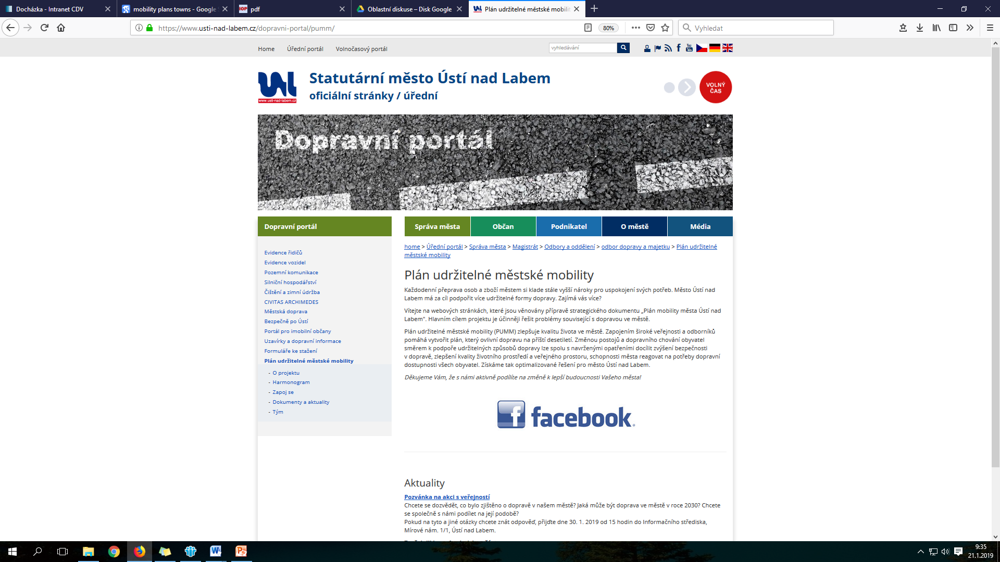 Docházka - Intranet CDV
mobility plans towns - Google
pdf
Oblastní diskuse – Disk Google
Plán udržitelné městské mobilit
https://www.usti-nad-labem.cz/dopravni-portal/pumm/
80%
Vyhledat
Home
Úřední portál
Volnočasový portál
vyhledávání
You
www.usti-nad-labem.cz
Statutární město Ústí nad Labem
oficiální stránky / úřední
VOLNÝ
ČAS
Dopravní portál
Dopravní portál
Správa města
Občan
Podnikatel
O městě
Média
Evidence řidičů
Evidence vozidel
Pozemní komunikace
Silniční hospodářství
Čištění a zimní údržba
CIVITAS ARCHIMEDES
Městská doprava
Bezpečně po Ústí
Portál pro imobilní občany
Uzavírky a dopravní informace
Formuláře ke stažení
Plán udržitelné městské mobility
- O projektu
- Harmonogram
- Zapoj se
- Dokumenty a aktuality
- Tým
home > Úřední portál > Správa města > Magistrát > Odbory a oddělení > odbor dopravy a majetku > Plán udržitelné
městské mobility
Plán udržitelné městské mobility
Každodenní přeprava osob a zboží městem si klade stále vyšší nároky pro uspokojení svých potřeb. Město Ústí nad
Labem má za cíl podpořit více udržitelné formy dopravy. Zajímá vás více?
Vítejte na webových stránkách, které jsou věnovány přípravě strategického dokumentu „Plán mobility města Ústí nad
Labem". Hlavním cílem projektu je účinněji řešit problémy související s dopravou ve městě.
Plán udržitelné městské mobility (PUMM) zlepšuje kvalitu života ve městě. Zapojením široké veřejnosti a odborníků
pomáhá vytvořit plán, který ovlivní dopravu na příští desetiletí. Změnou postojů a dopravního chování obyvatel
směrem k podpoře udržitelných způsobů dopravy lze spolu s navrženými opatřeními docílit zvýšení bezpečnosti
v dopravě, zlepšení kvality životního prostředí a veřejného prostoru, schopnosti města reagovat na potřeby dopravní
dostupnosti všech obyvatel. Získáme tak optimalizované řešení pro město Ústí nad Labem.
Děkujeme Vám, že s námi aktivně podílíte na změně k lepší budoucnosti Vašeho města!
facebook
Aktuality
Pozvánka na akci s veřejností
Chcete se dozvědět, co bylo zjištěno o dopravě v našem městě? Jaká může být doprava ve městě v roce 2030? Chcete
se společně s námi podílet na její podobě?
Pokud na tyto a jiné otázky chcete znát odpověď, přijďte dne 30. 1. 2019 od 15 hodin do Informačního střediska,
Mírové nám. 1/1, Ústí nad Labem.
9:35
21.1.2019